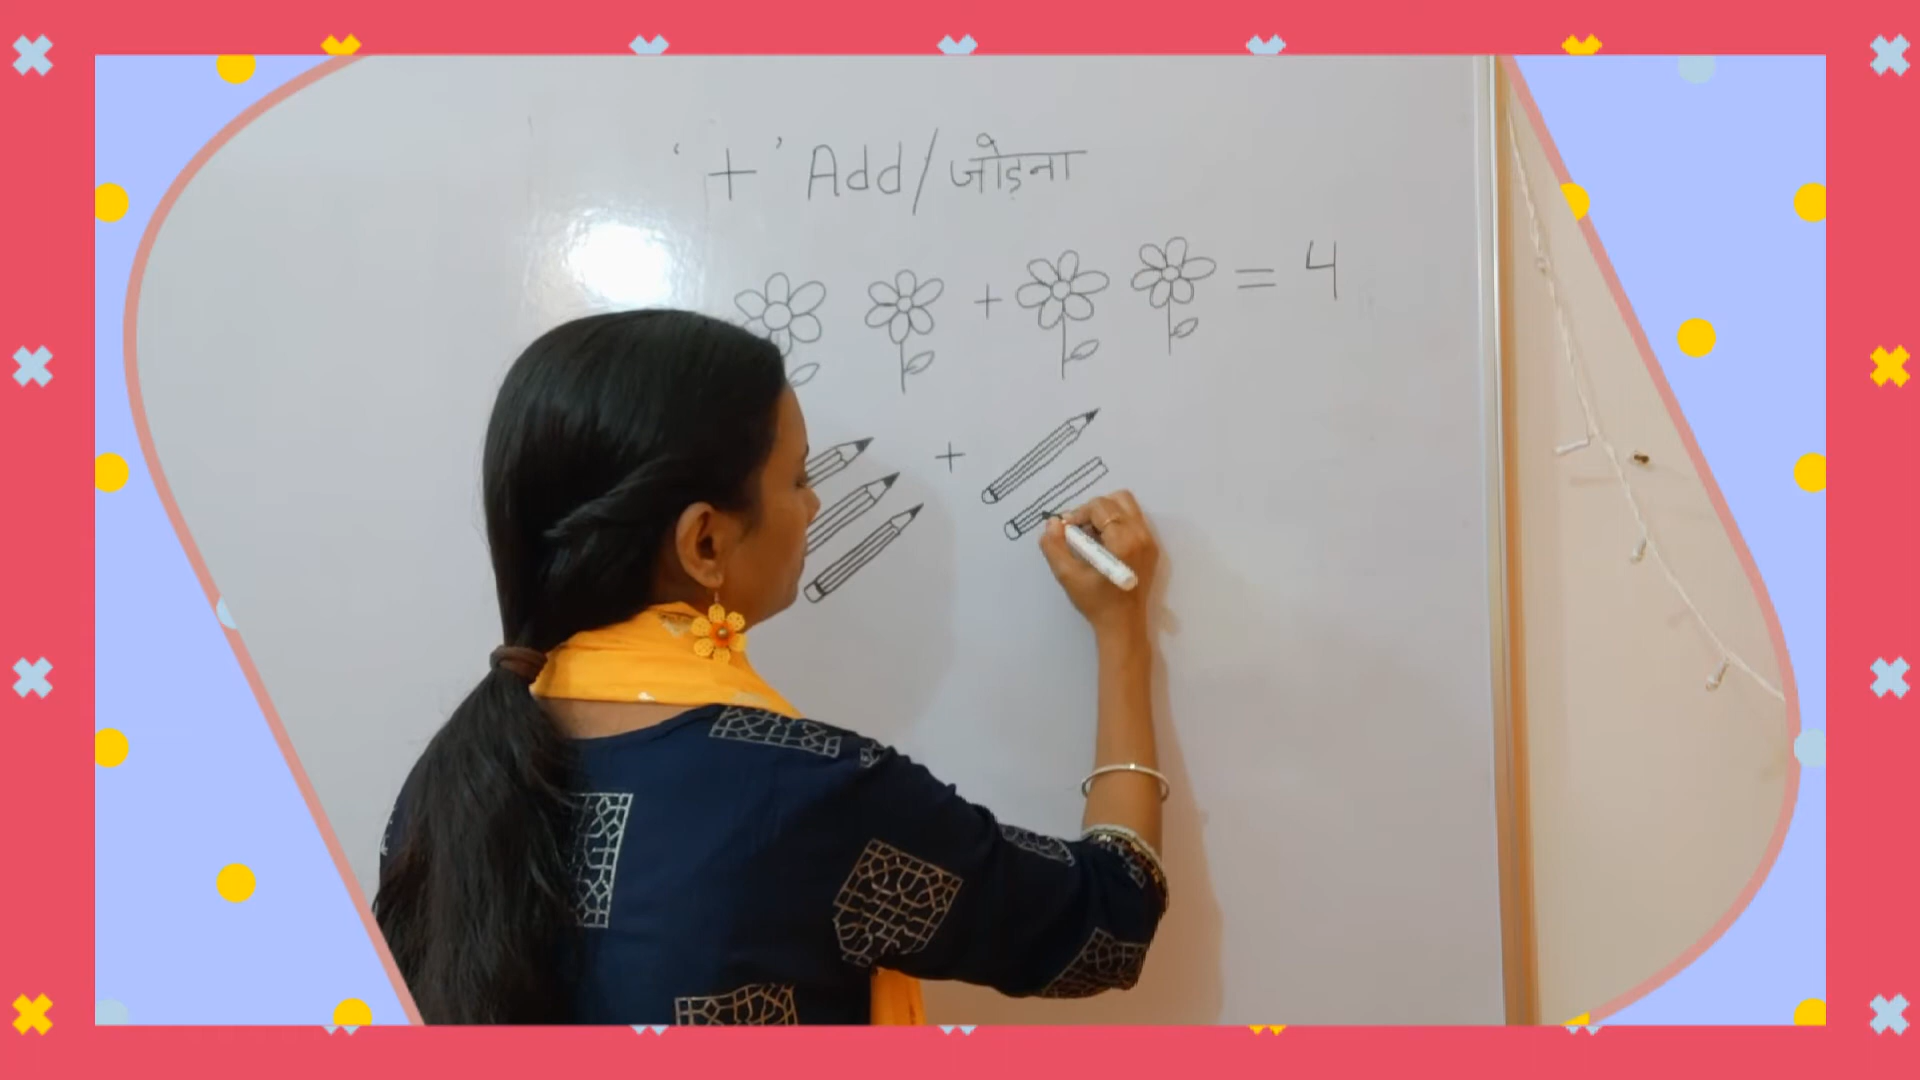 '+' Add/जोड़ना
+ = 4
+